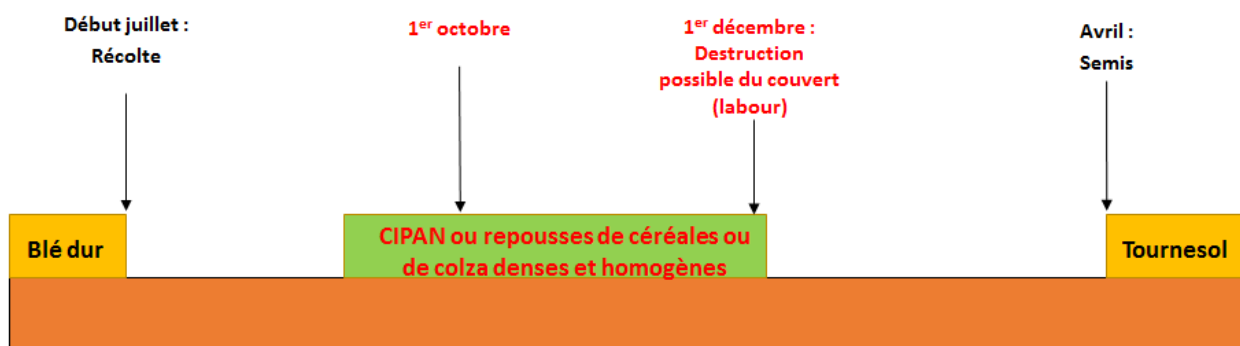 Début juillet :
Récolte
1er octobre
1er décembre :
Destruction
possible du couvert
(labour)
Avril :
Semis
Blé dur
CIPAN ou repousses de céréales ou
de colza denses et homogènes
Tournesol